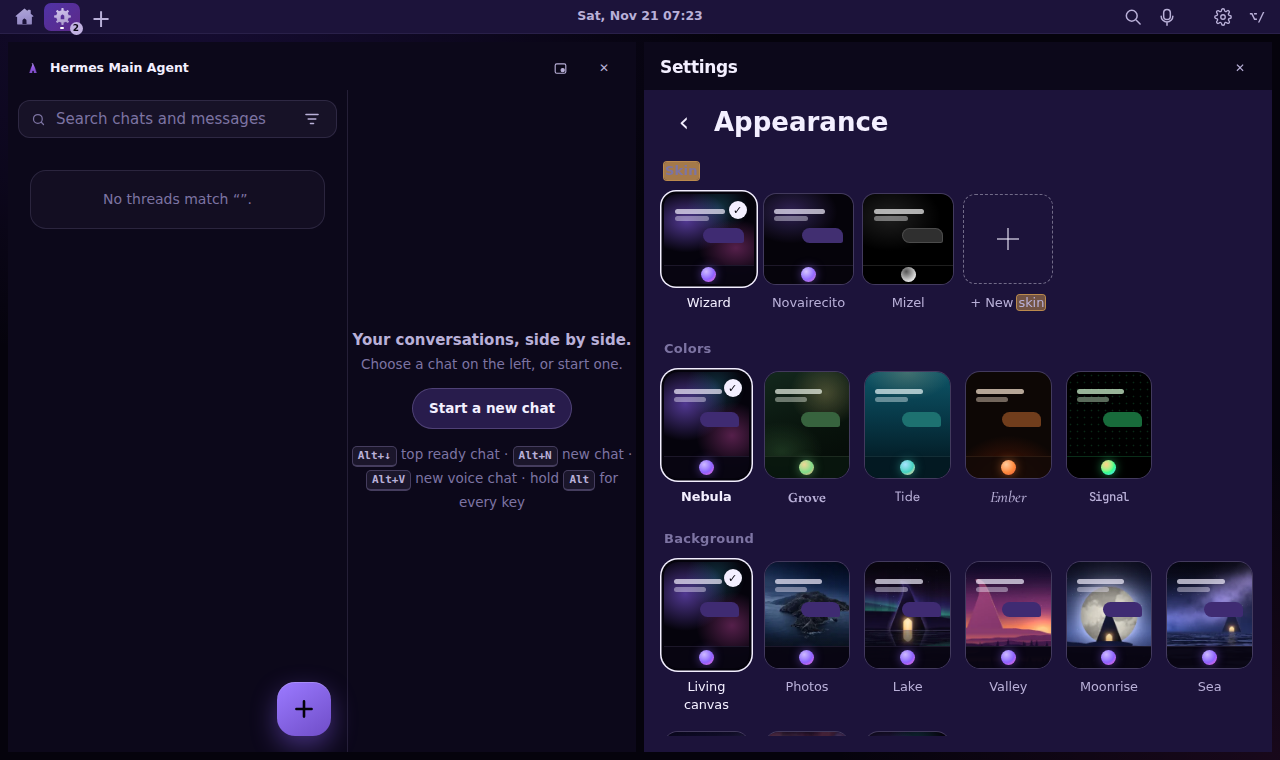 2
Sat, Nov 21 07:23
Hermes Main Agent
Search chats and messages
No threads match “”.
Your conversations, side by side.
Choose a chat on the left, or start one.
Start a new chat
Alt+↓ top ready chat · Alt+N new chat ·
Alt+V new voice chat · hold Alt for
every key
Settings
Appearance
Skin
Wizard
Novairecito
Mizel
+ New skin
Colors
Nebula
Grove
Tide
Ember
Signal
Background
Living
canvas
Photos
Lake
Valley
Moonrise
Sea